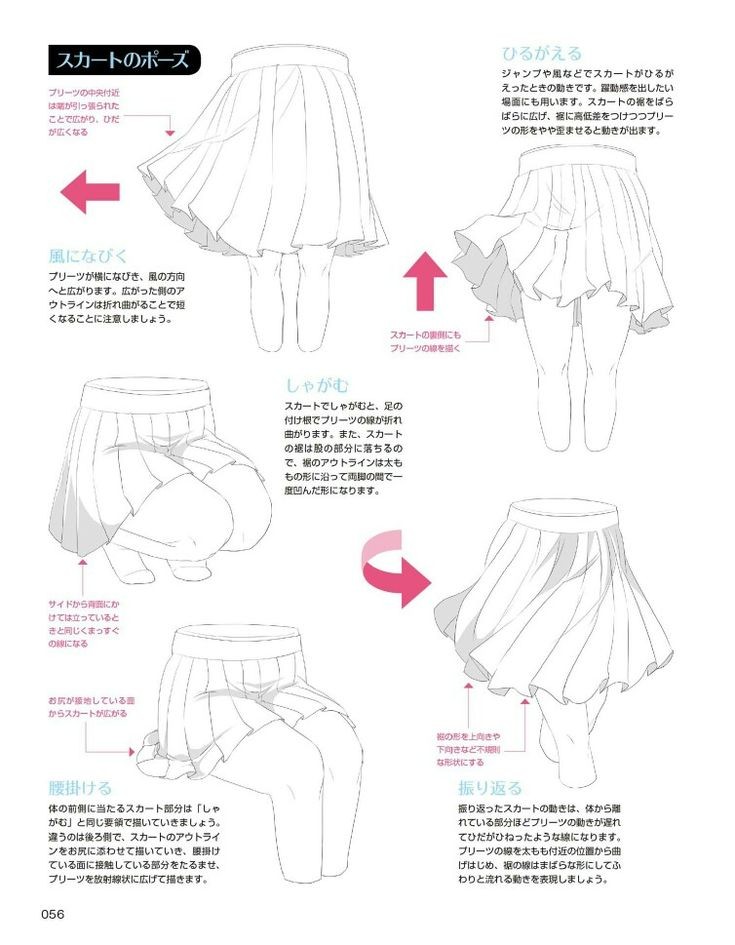 スカートのポーズ
プリーツの中央付近
は裾が引っ張られた
ことで広がり、ひだ
が広くなる
風になびく
プリーツが横になびき、風の方向
へと広がります。広がった側のア
ウトラインは折れ曲がることで短
くなることに注意しましょう。
ひるがえる
ジャンプや風などでスカートがひるが
えったときの動きです。躍動感を出したい
場面にも用います。スカートの裾をばら
ばらに広げ、裾に高低差をつけつつプリー
ツの形をやや歪ませると動きが出ます。
スカートの裏側にも
プリーツの線を描く
しゃがむ
スカートでしゃがむと、足の
付け根でプリーツの線が折れ
曲がります。また、スカート
の裾は股の部分に落ちるの
で、裾のアウトラインは太も
もの形に沿って両脚の間で一
度凹んだ形になります。
サイドから背面にか
けては立っていると
きと同じくまっすぐ
の線になる
お尻が接地している面
からスカートが広がる
腰掛ける
体の前側に当たるスカート部分は「しゃ
がむ」と同じ要領で描いていきましょう。
違うのは後ろ側で、スカートのアウトライ
ンをお尻に添わせて描いていき、腰掛け
ている面に接触している部分をたるませ、
プリーツを放射線状に広げて描きます。
裾の形を上向きや
下向きなど不規則
な形状にする
振り返る
振り返ったスカートの動きは、体から離
れている部分ほどプリーツの動きが遅れ
てひだがひねったような線になります。
プリーツの線を太もも付近の位置から曲
げはじめ、裾の線はまばらな形にしてふ
わりと流れる動きを表現しましょう。
056